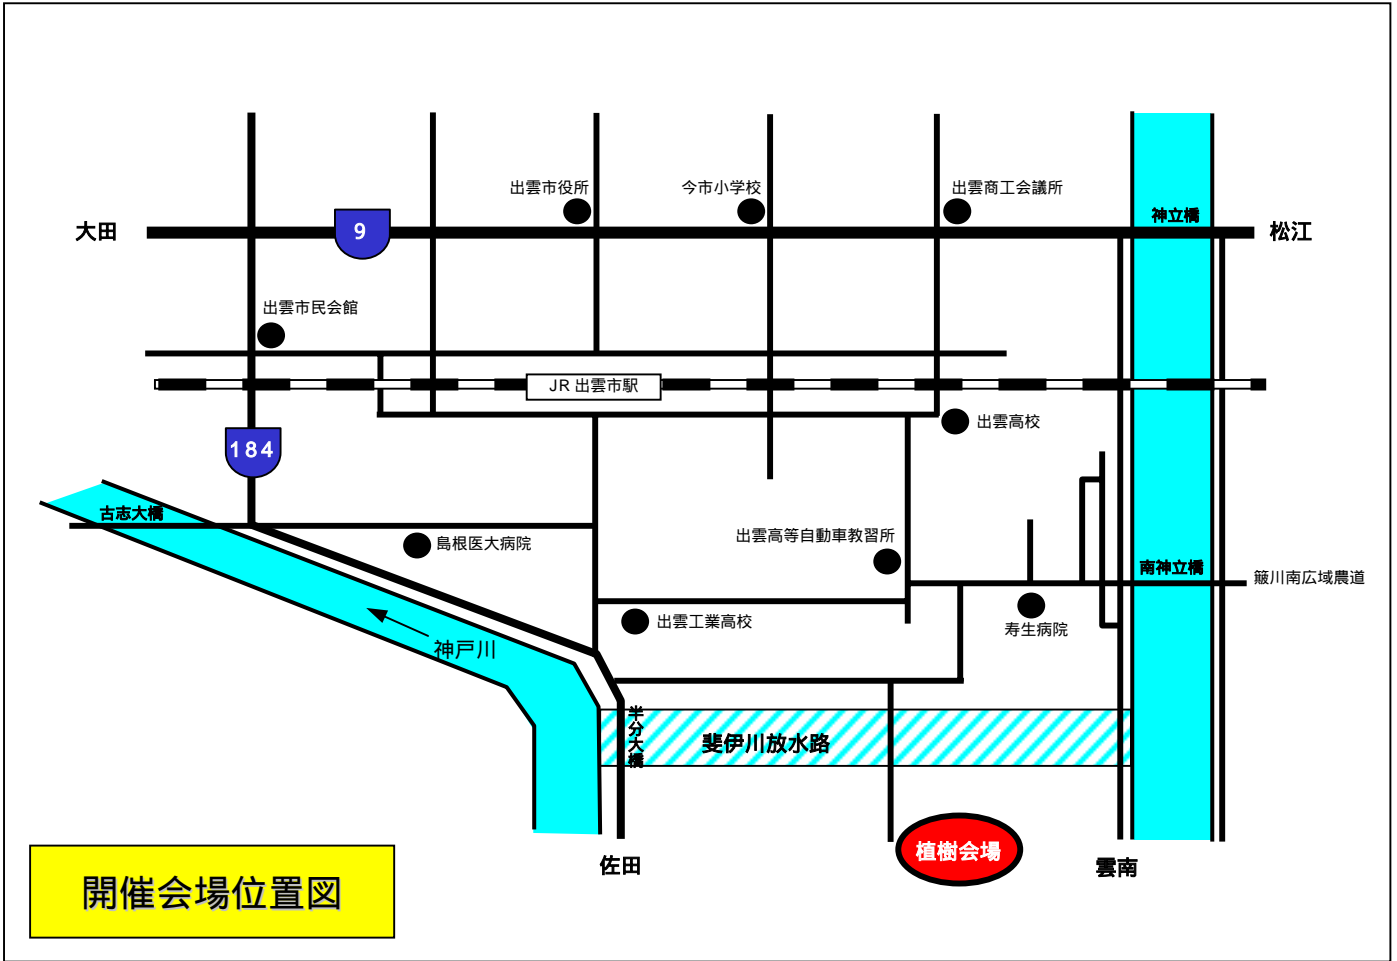 出雲市役所
今市小学校
出雲商工会議所
神立橋
大田
9
松江
出雲市民会館
JR 出雲市駅
出雲高校
184
古志大橋
島根医大病院
出雲高等自動車教習所
南神立橋
簸川南広域農道
出雲工業高校
寿生病院
神戸川
半分大橋
斐伊川放水路
植樹会場
佐田
雲南
開催会場位置図